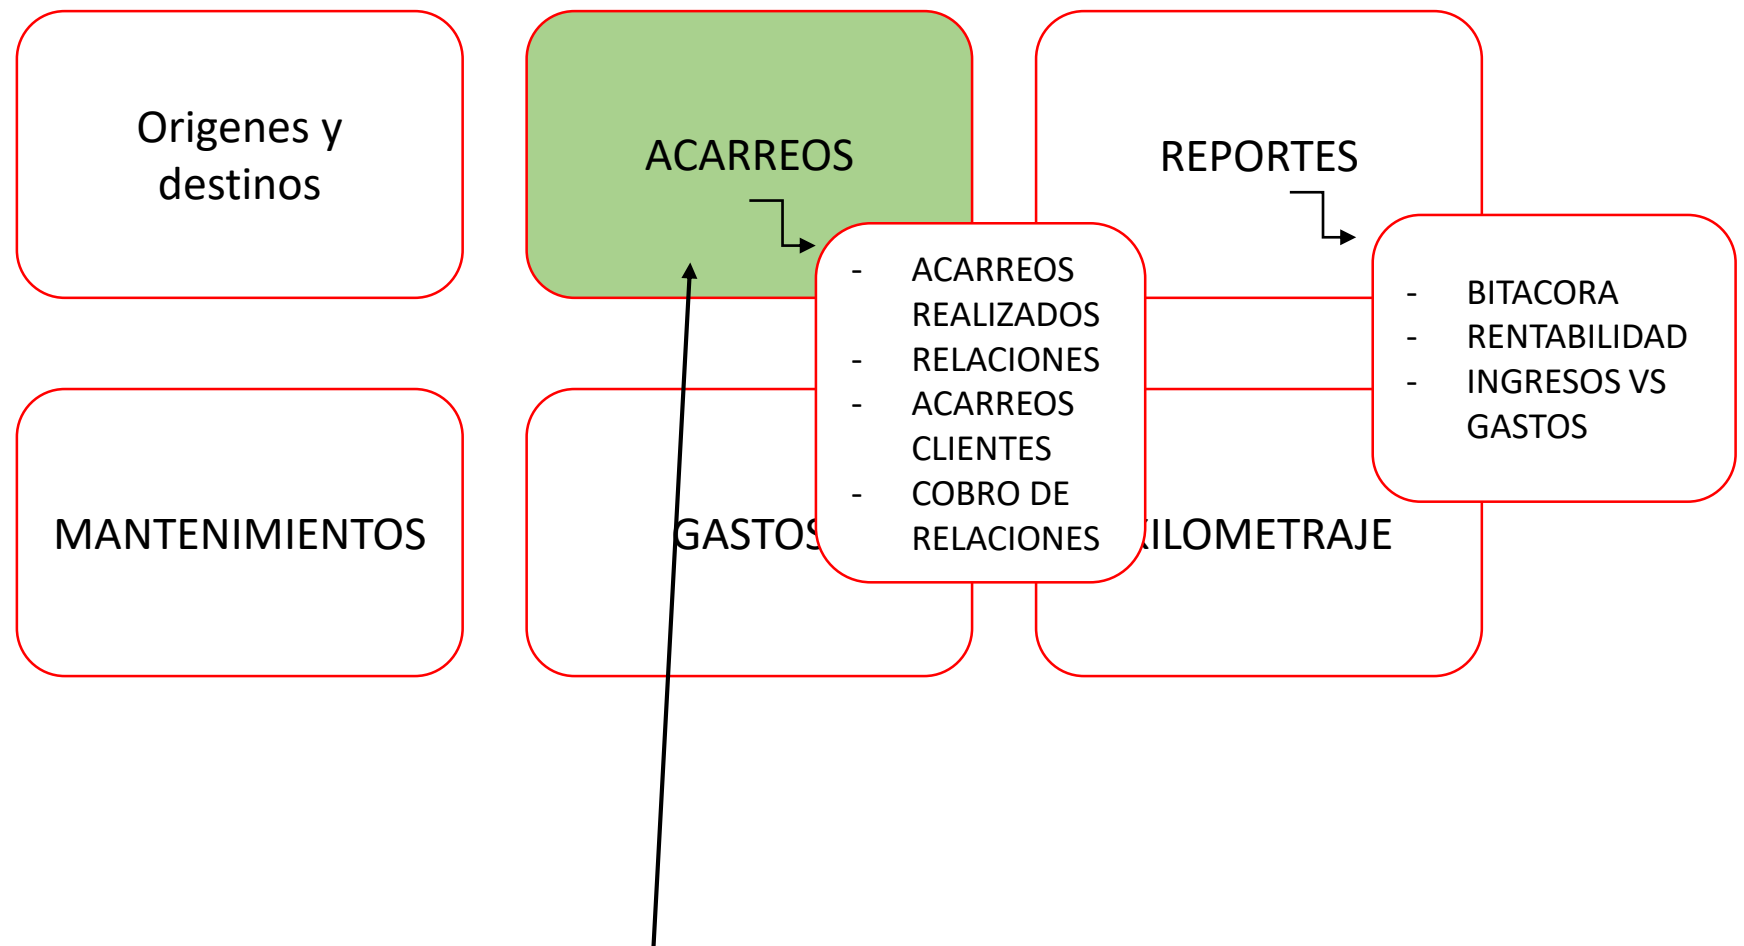 Origenes y
destinos
ACARREOS
REPORTES
- ACARREOS
REALIZADOS
- RELACIONES
- ACARREOS
CLIENTES
- COBRO DE
RELACIONES
- BITACORA
- RENTABILIDAD
- INGRESOS VS
GASTOS
MANTENIMIENTOS
GASTOS
KILOMETRAJE